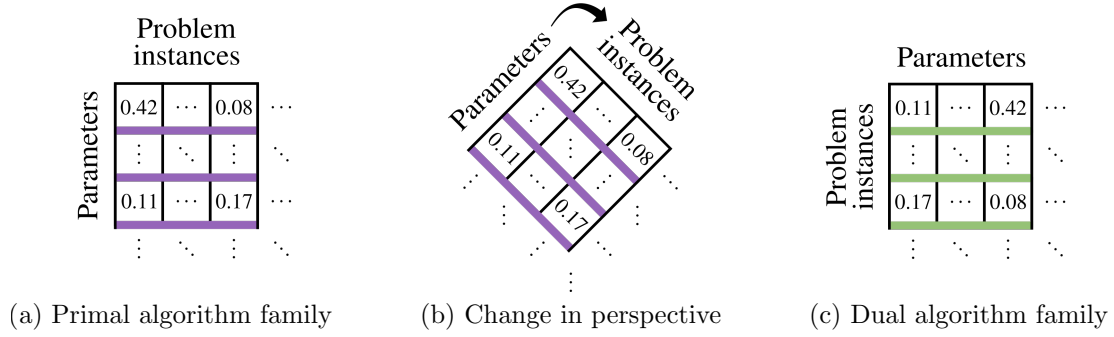 Problem
instances
Parameters
0.42 ⋯ 0.08 ⋯
⋮ ⋱ ⋮ ⋱
0.11 ⋯ 0.17 ⋯
⋮ ⋱ ⋮ ⋱
(a) Primal algorithm family
Parameters
Problem
instances
0.42 ⋯ 0.08 ⋱
⋮ ⋱ ⋮
0.11 ⋯ 0.17
⋮ ⋮ ⋮
(b) Change in perspective
Parameters
Problem
instances
0.11 ⋯ 0.42 ⋯
⋮ ⋱ ⋮ ⋱
0.17 ⋯ 0.08 ⋯
⋮ ⋱ ⋮ ⋱
(c) Dual algorithm family